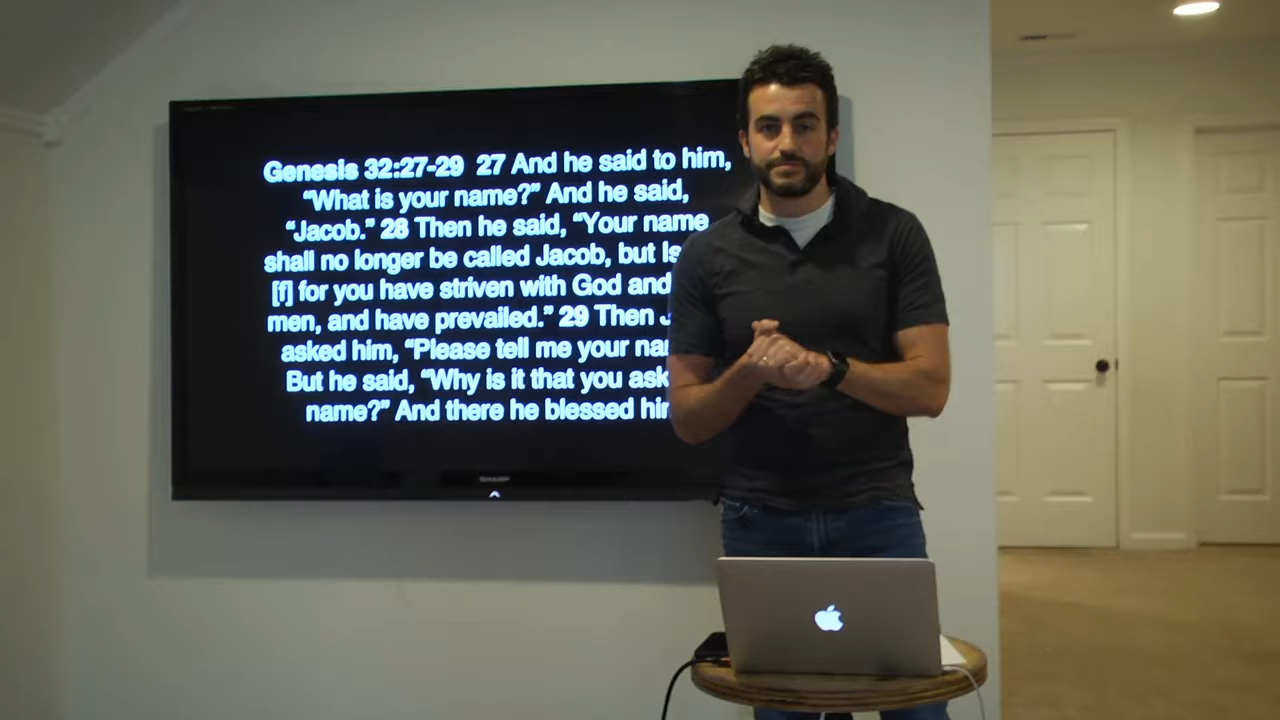 Genesis 32:27-29 27 And he said to him,
“What is your name?” And he said,
“Jacob.” 28 Then he said, “Your name
shall no longer be called Jacob, but
[f] for you have striven with God and
men, and have prevailed.” 29 Then
asked him, “Please tell me your
But he said, “Why is it that you ask
name?” And there he blessed
SHARP